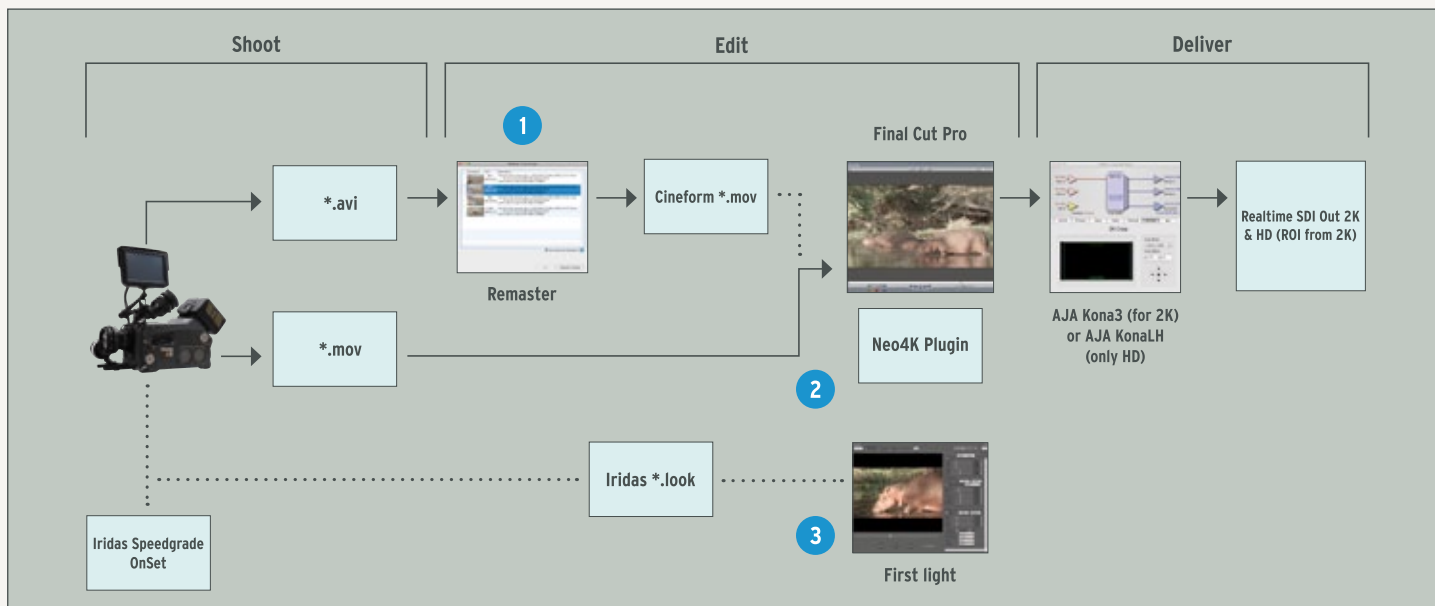 Shoot
Edit
Deliver
1
Final Cut Pro
*.avi
Cineform *.mov
Realtime SDI Out 2K
& HD (ROI from 2K)
Remaster
*.mov
Neo4K Plugin
AJA Kona3 (for 2K)
or AJA KonaLH
(only HD)
2
Iridas *.look
Iridas Speedgrade
OnSet
3
First light